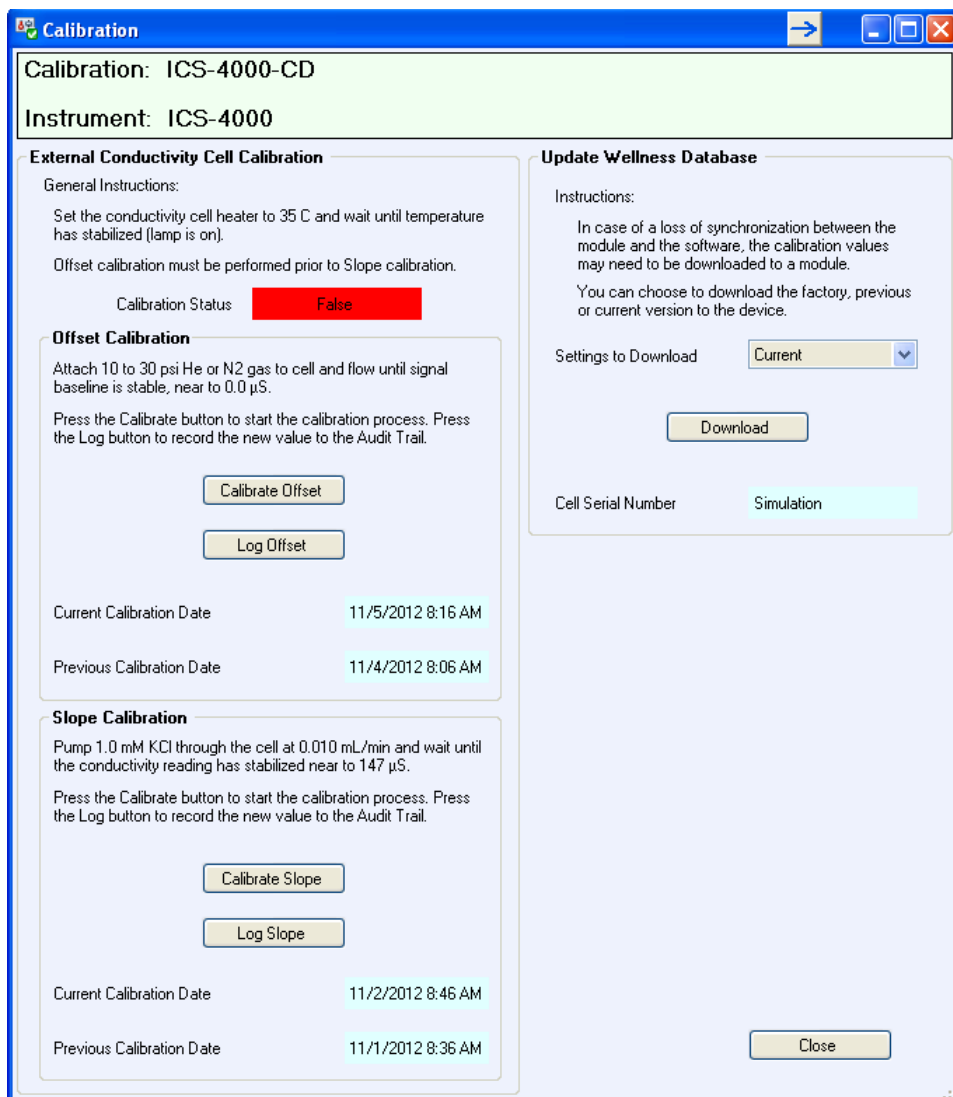 Calibration
Calibration: ICS-4000-CD
Instrument: ICS-4000
External Conductivity Cell Calibration
General Instructions:
Set the conductivity cell heater to 35 C and wait until temperature
has stabilized (lamp is on).
Offset calibration must be performed prior to Slope calibration.
Calibration Status False
Offset Calibration
Attach 10 to 30 psi He or N2 gas to cell and flow until signal
baseline is stable, near to 0.0 µS.
Press the Calibrate button to start the calibration process. Press
the Log button to record the new value to the Audit Trail.
Calibrate Offset
Log Offset
Current Calibration Date 11/5/2012 8:16 AM
Previous Calibration Date 11/4/2012 8:06 AM
Slope Calibration
Pump 1.0 mM KCl through the cell at 0.010 mL/min and wait until
the conductivity reading has stabilized near to 147 µS.
Press the Calibrate button to start the calibration process. Press
the Log button to record the new value to the Audit Trail.
Calibrate Slope
Log Slope
Current Calibration Date 11/2/2012 8:46 AM
Previous Calibration Date 11/1/2012 8:36 AM
Update Wellness Database
Instructions:
In case of a loss of synchronization between the
module and the software, the calibration values
may need to be downloaded to a module.
You can choose to download the factory, previous
or current version to the device.
Settings to Download Current
Download
Cell Serial Number Simulation
Close